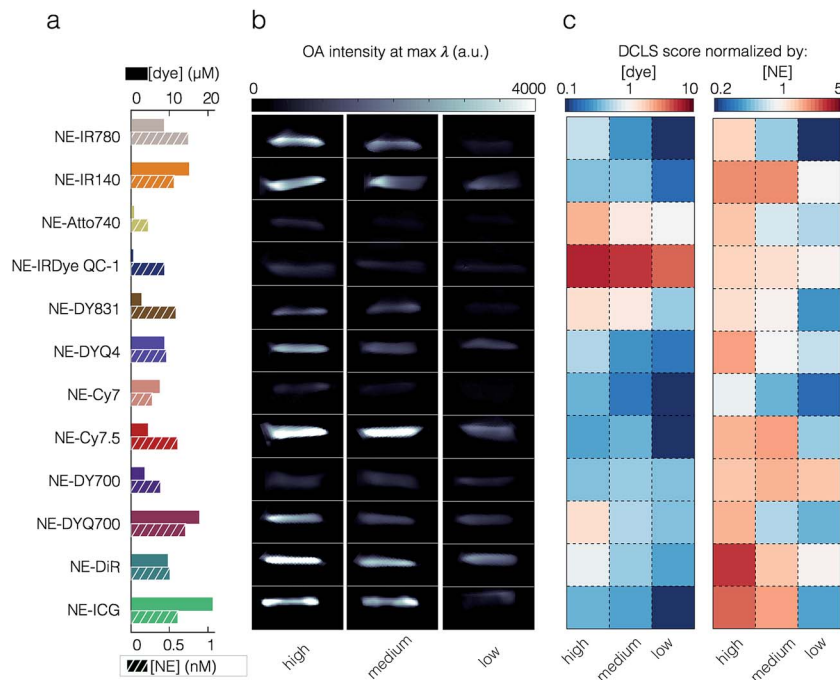 a
b
c
[dye] (µM)
0 10 20
OA intensity at max λ (a.u.)
0 4000
DCLS score normalized by:
[dye] [NE]
0.1 1 10
0.2 1 5
NE-IR780
NE-IR140
NE-Atto740
NE-IRDye QC-1
NE-DY831
NE-DYQ4
NE-Cy7
NE-Cy7.5
NE-DY700
NE-DYQ700
NE-DiR
NE-ICG
0 0.5 1
[NE] (nM)
high medium low
high medium low
high medium low